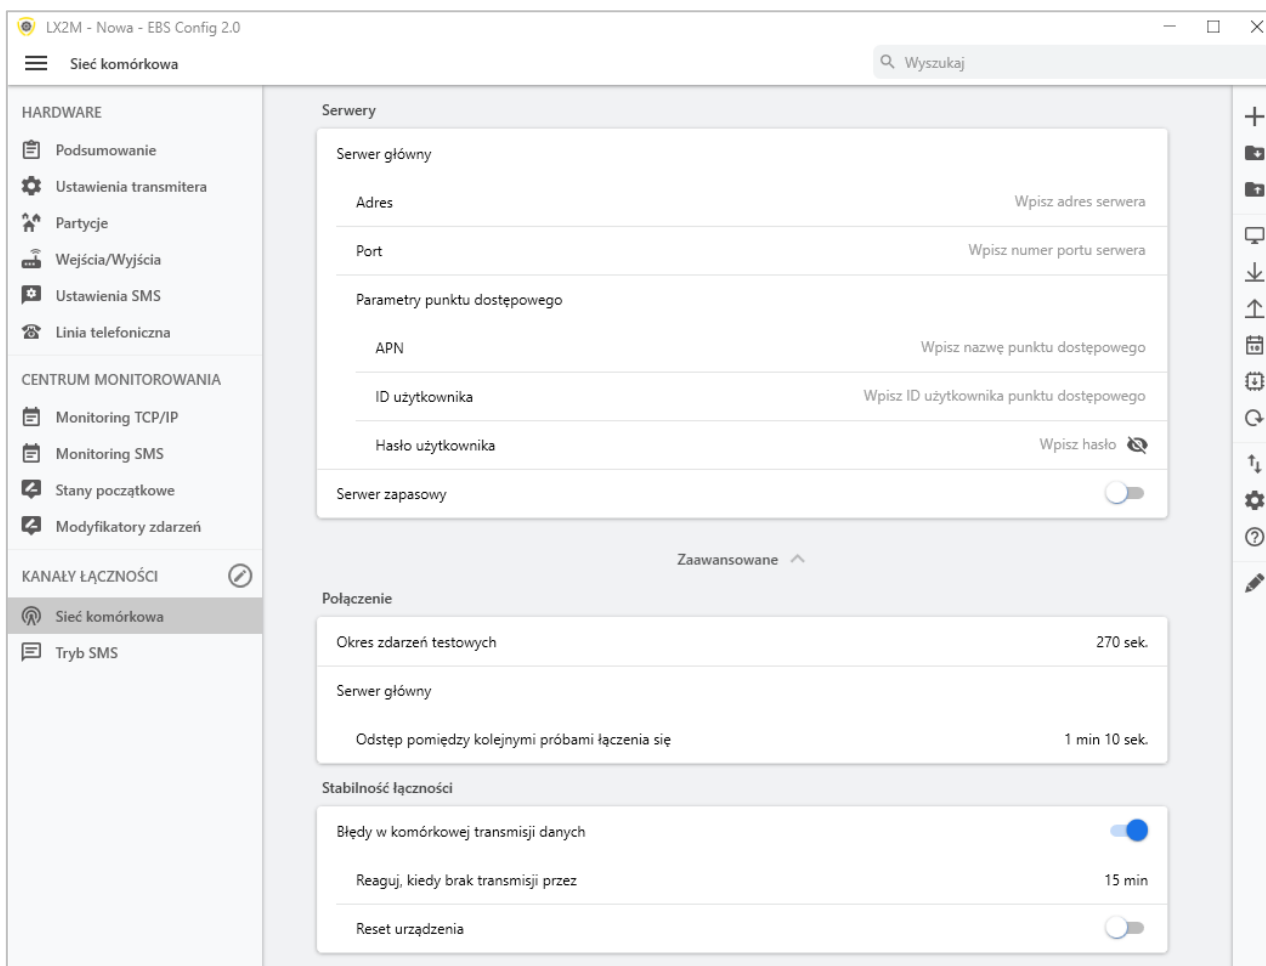 LX2M - Nowa - EBS Config 2.0
Sieć komórkowa
Wyszukaj
HARDWARE
Podsumowanie
Ustawienia transmitera
Partycje
Wejścia/Wyjścia
Ustawienia SMS
Linia telefoniczna
CENTRUM MONITOROWANIA
Monitoring TCP/IP
Monitoring SMS
Stany początkowe
Modyfikatory zdarzeń
KANAŁY ŁĄCZNOŚCI
Sieć komórkowa
Tryb SMS
Serwery
Serwer główny
Adres Wpisz adres serwera
Port Wpisz numer portu serwera
Parametry punktu dostępowego
APN Wpisz nazwę punktu dostępowego
ID użytkownika Wpisz ID użytkownika punktu dostępowego
Hasło użytkownika Wpisz hasło
Serwer zapasowy
Zaawansowane
Połączenie
Okres zdarzeń testowych 270 sek.
Serwer główny
Odstęp pomiędzy kolejnymi próbami łączenia się 1 min 10 sek.
Stabilność łączności
Błędy w komórkowej transmisji danych
Reaguj, kiedy brak transmisji przez 15 min
Reset urządzenia